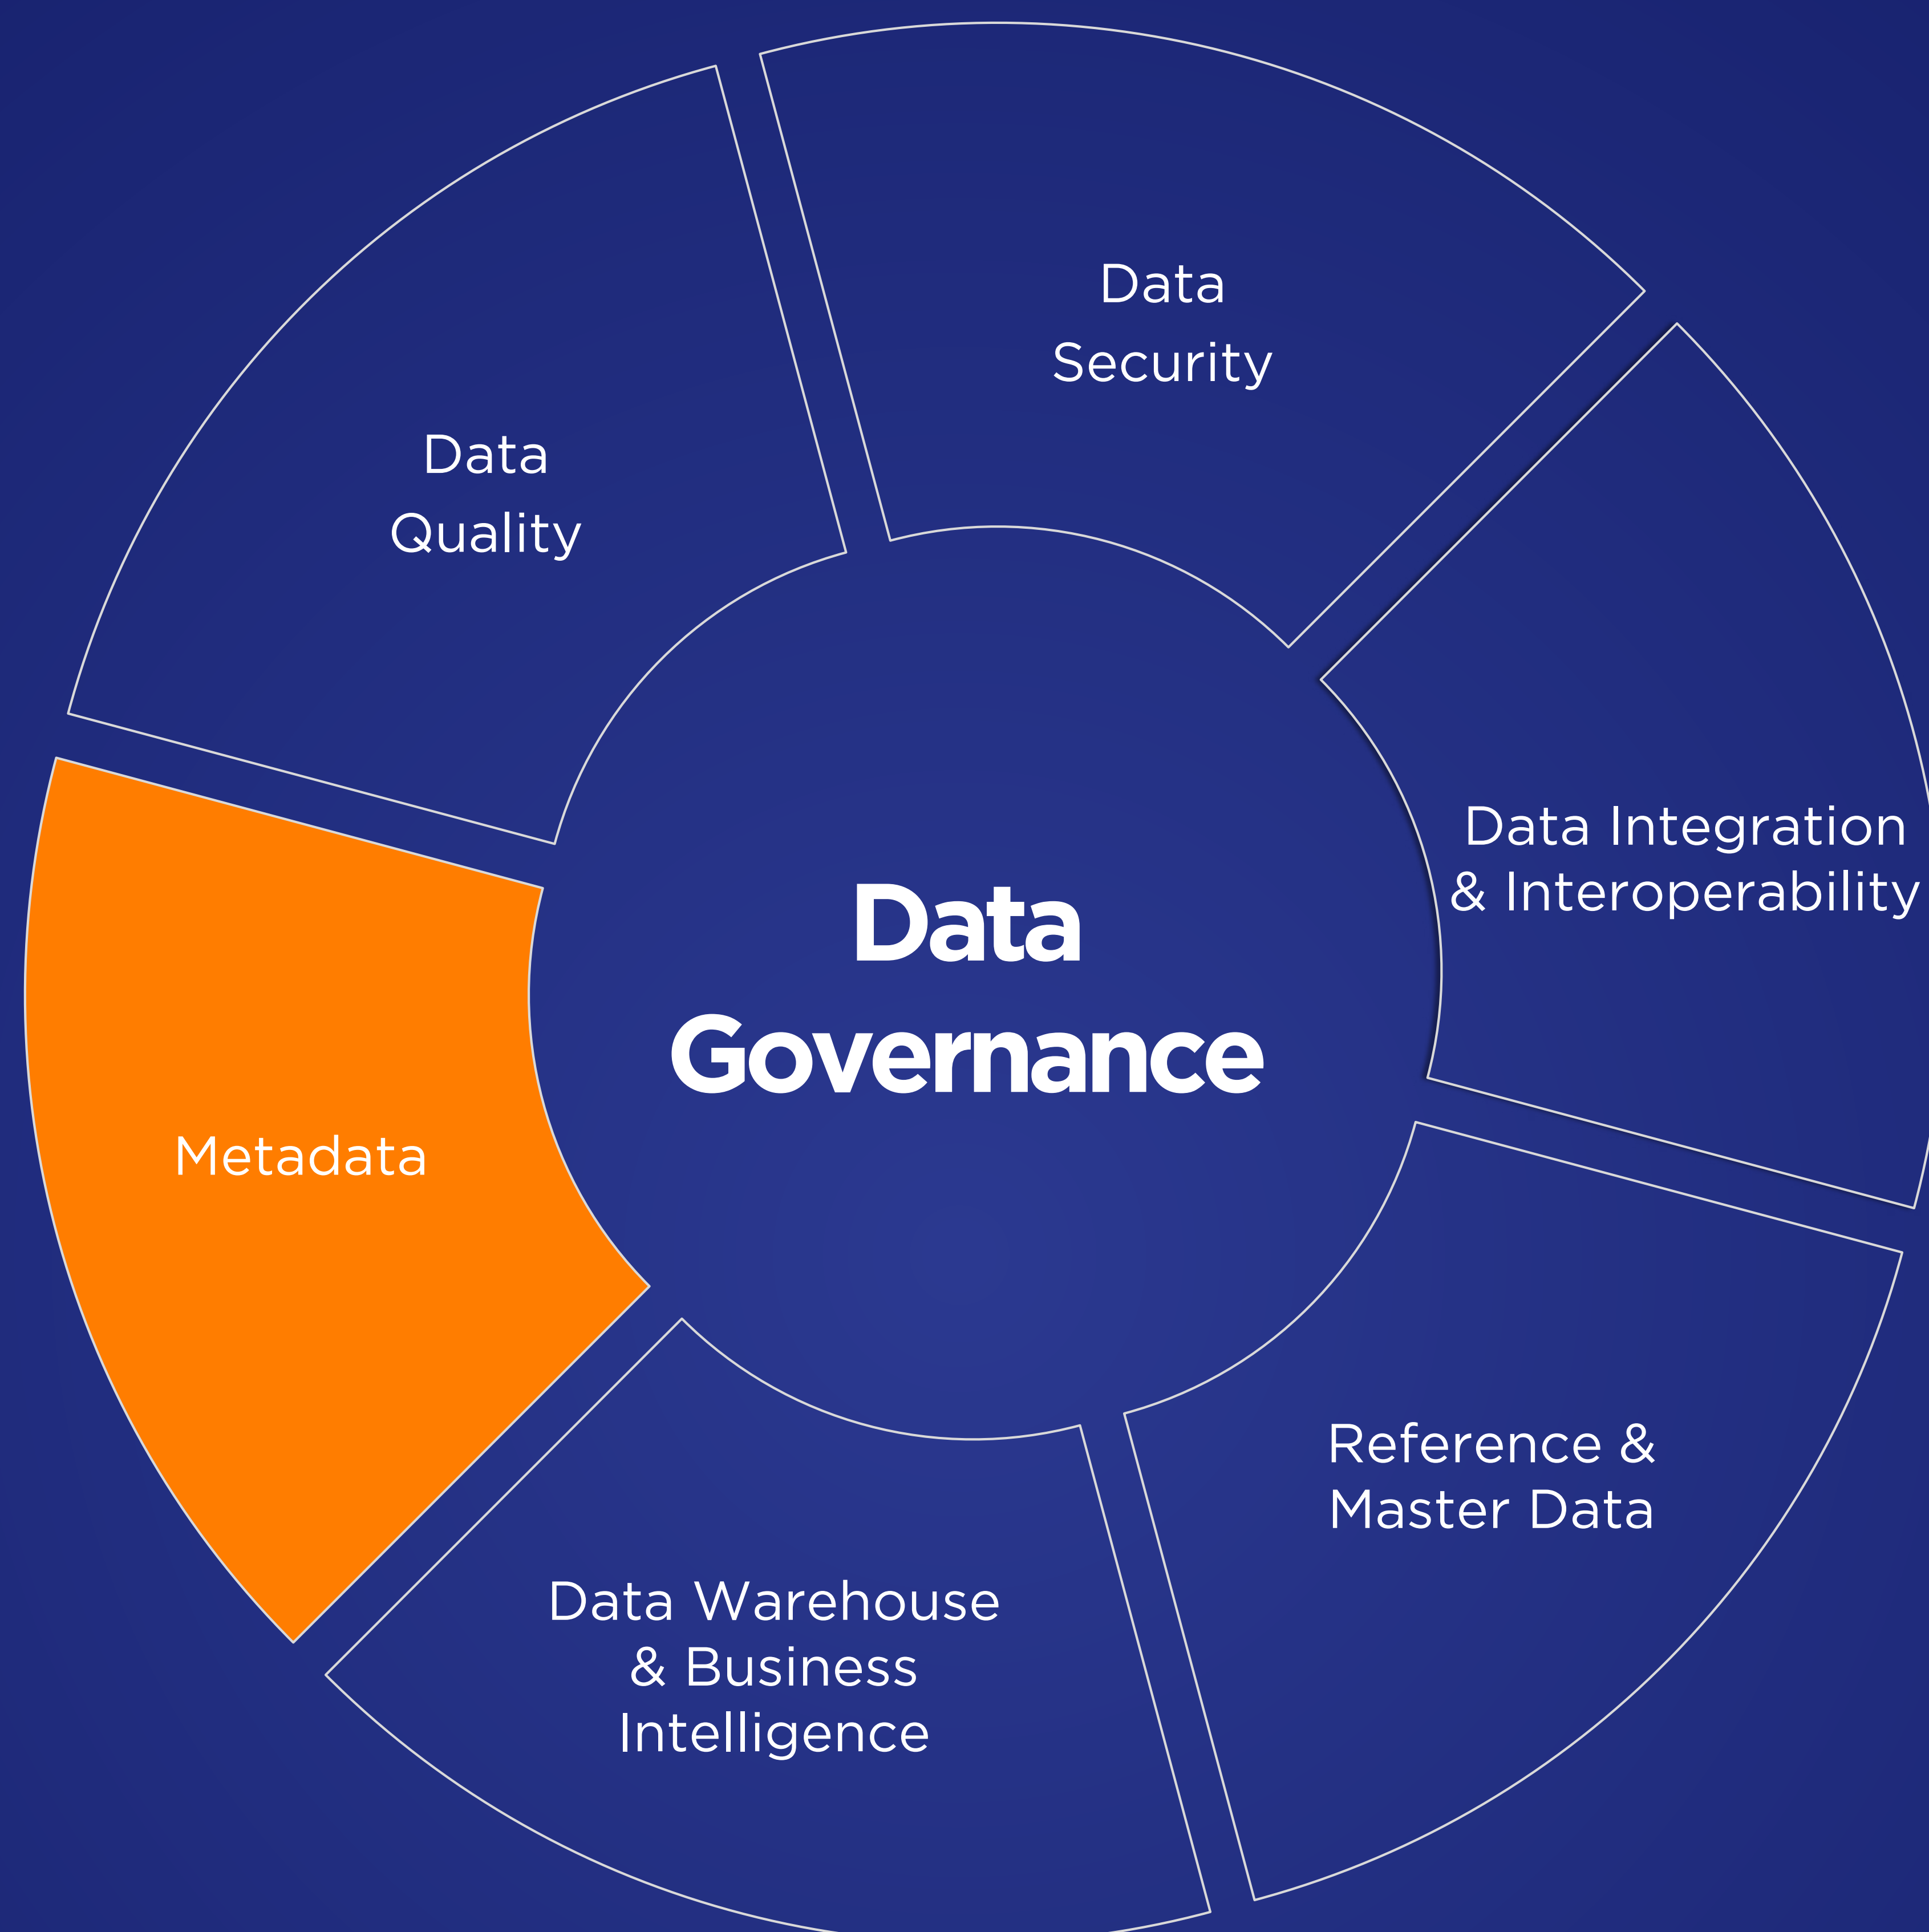 Data
Security
Data
Quality
Data Integration
& Interoperability
Data
Governance
Metadata
Reference &
Master Data
Data Warehouse
& Business
Intelligence